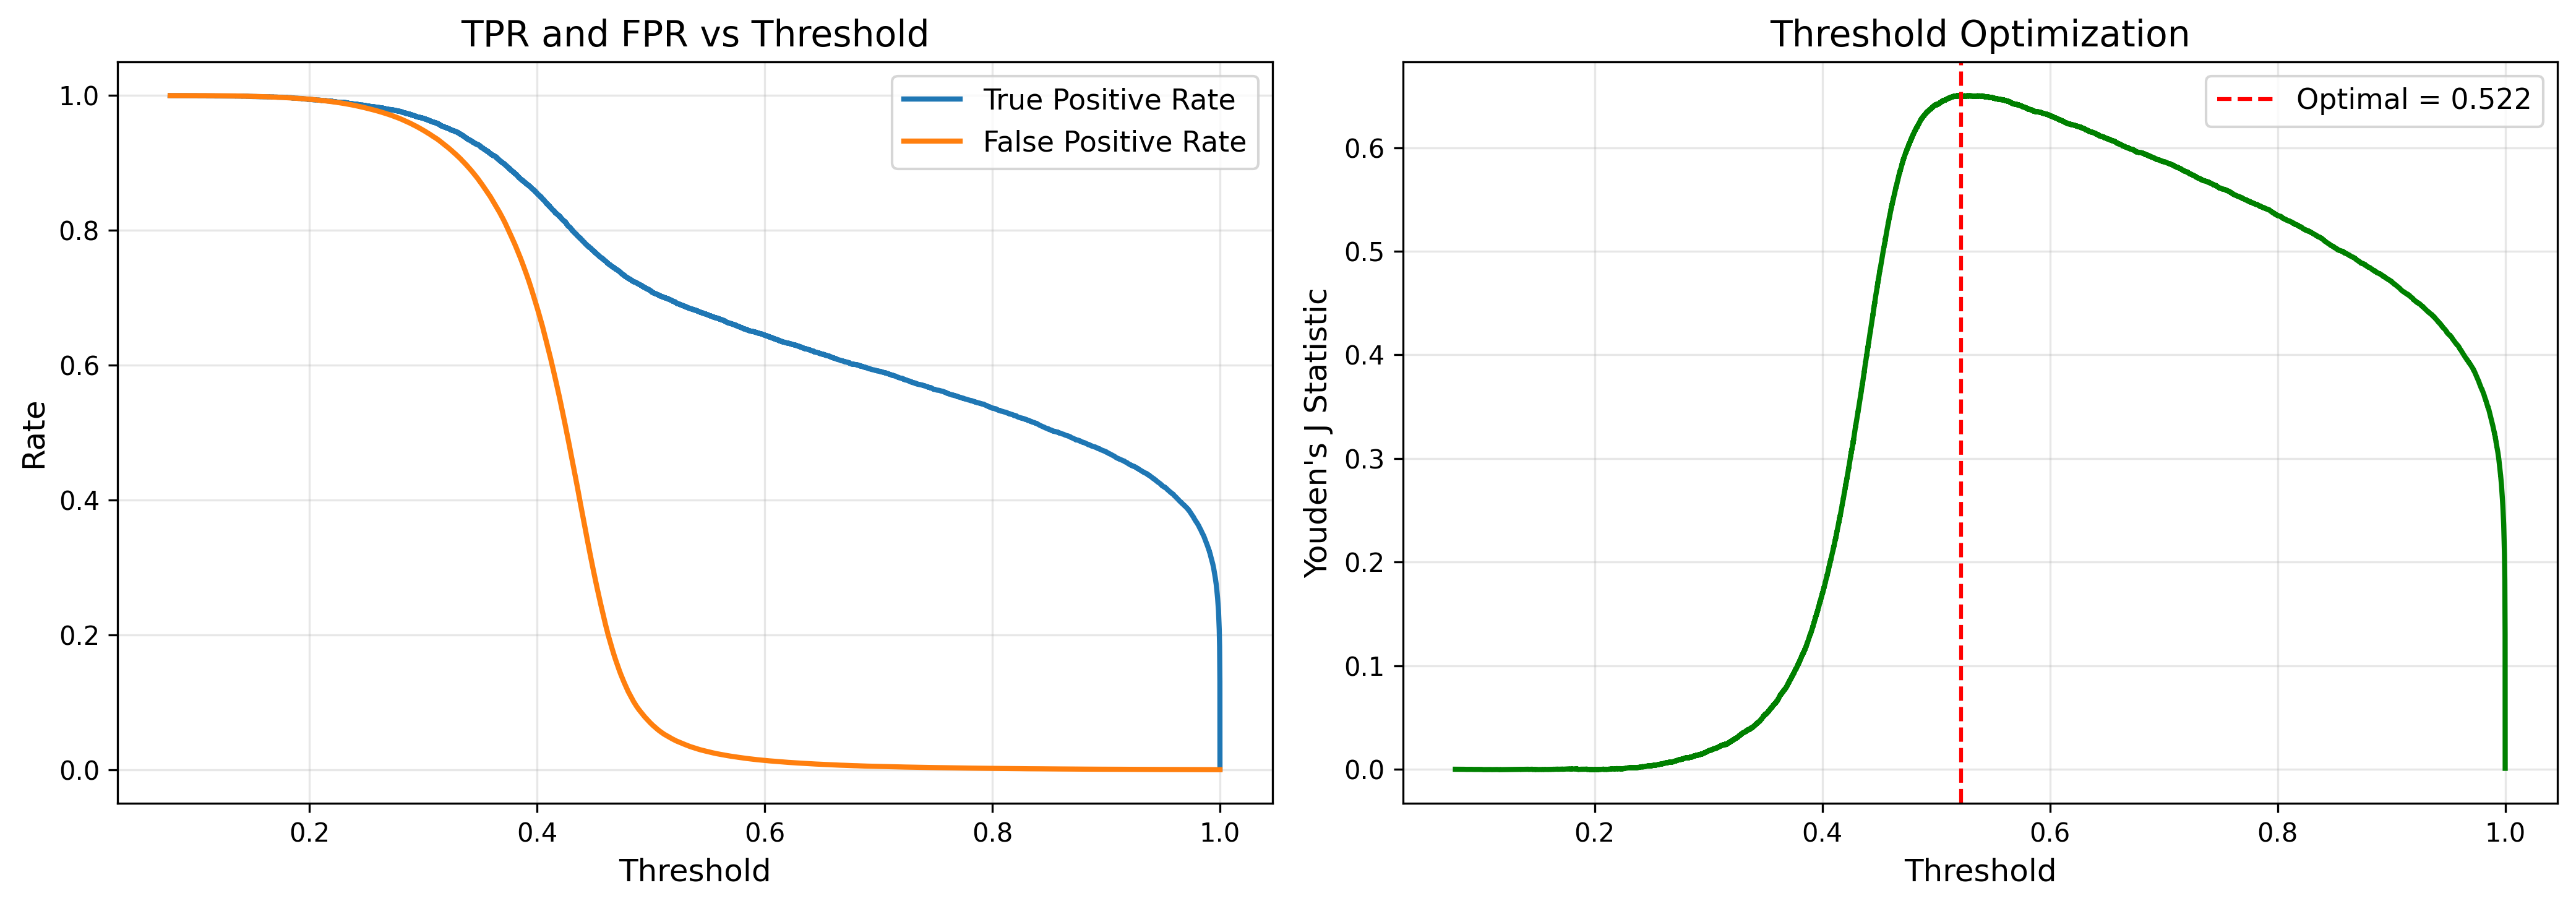 TPR and FPR vs Threshold
True Positive Rate
False Positive Rate
1.0
0.8
0.6
0.4
0.2
0.0
Rate
0.2 0.4 0.6 0.8 1.0
Threshold
Threshold Optimization
Optimal = 0.522
0.6
0.5
0.4
0.3
0.2
0.1
0.0
Youden's J Statistic
0.2 0.4 0.6 0.8 1.0
Threshold